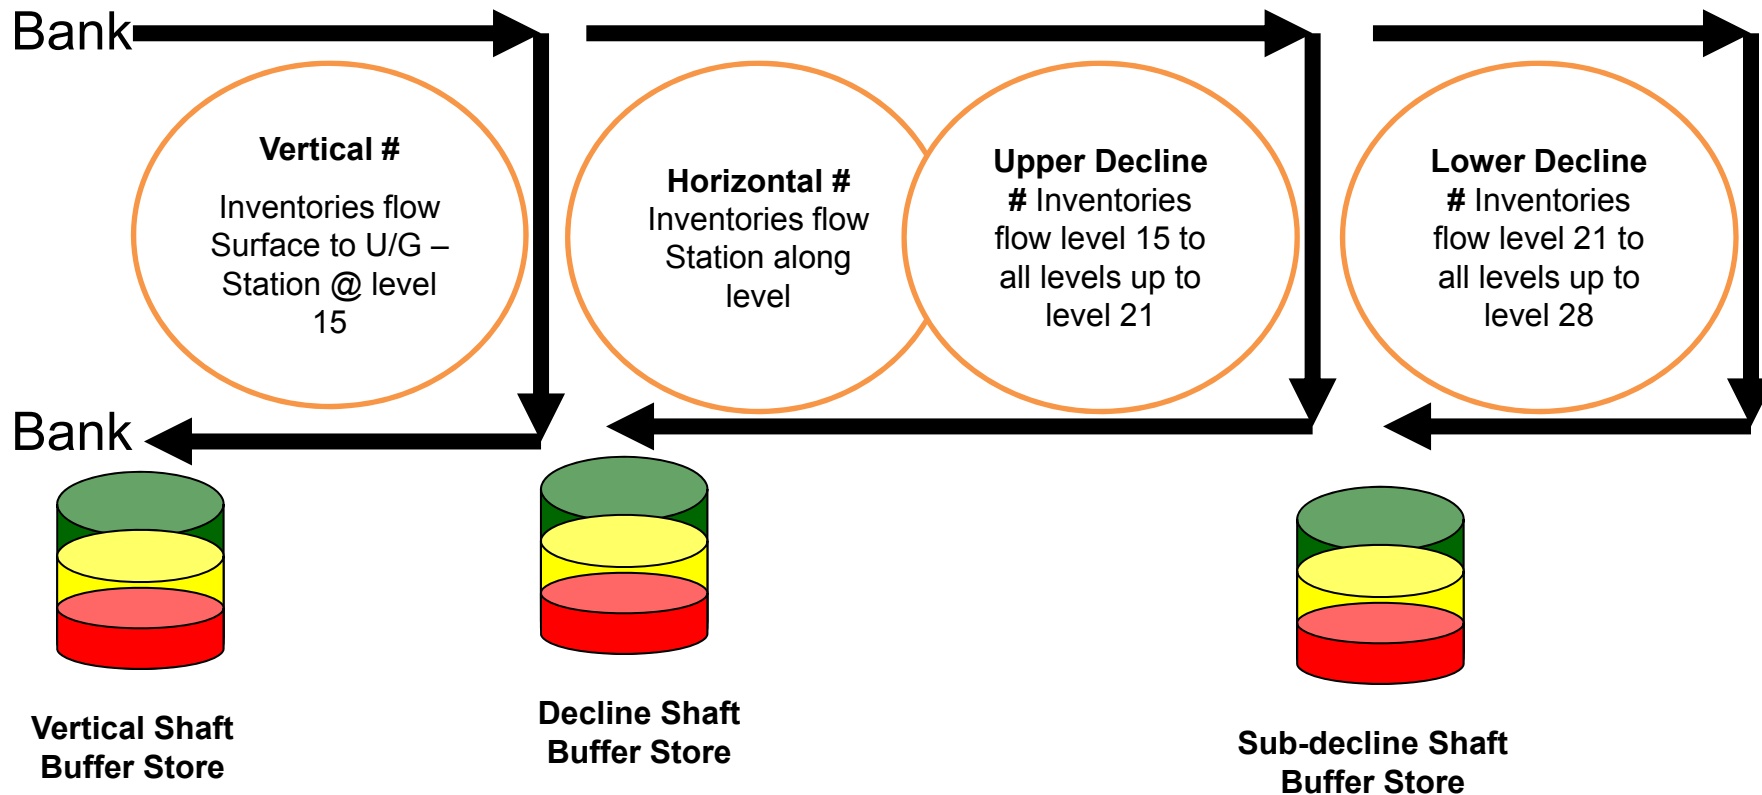 Bank
Vertical #
Inventories flow
Surface to U/G –
Station @ level
15
Horizontal #
Inventories flow
Station along
level
Upper Decline
# Inventories
flow level 15 to
all levels up to
level 21
Lower Decline
# Inventories
flow level 21 to
all levels up to
level 28
Bank
Vertical Shaft
Buffer Store
Decline Shaft
Buffer Store
Sub-decline Shaft
Buffer Store